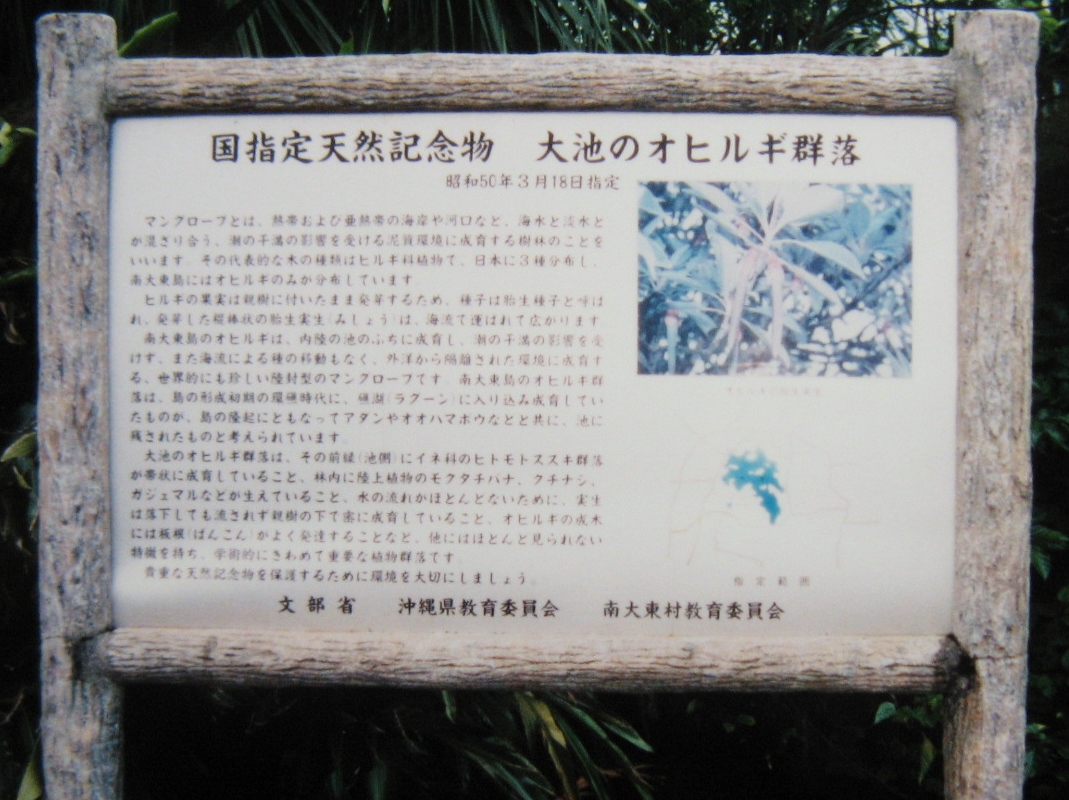 国指定天然記念物　大池のオヒルギ群落
昭和50年3月18日指定
マングローブとは、熱帯および亜熱帯の海岸や河口など、海水と淡水と
が混ざり合う、潮の干満の影響を受ける泥質環境に成育する樹林のことを
いいます。その代表的な木の種類はヒルギ科植物で、日本に3種分布し、
南大東島にはオヒルギのみが分布しています。
ヒルギの果実は親樹に付いたまま発芽するため、種子は胎生種子と呼ば
れ、発芽した棍棒状の胎生実生(みしょう)は、海流で運ばれて広がります。
南大東島のオヒルギは、内陸の池のふちに成育し、潮の干満の影響を受
けず、また海流による種の移動もなく、外洋から隔離された環境に成育す
る、世界的にも珍しい陸封型のマングローブです。南大東島のオヒルギ群
落は、島の形成初期の環礁時代に、礁湖(ラグーン)に入り込み成育してい
たものが、島の隆起にともなってアダンやオオハマボウなどと共に、池に
残されたものと考えられています。
大池のオヒルギ群落は、その前縁(池側)にイネ科のヒトモトススキ群落
が帯状に成育していること、林内に陸上植物のモクタチバナ、クチナシ、
ガジュマルなどが生えていること、水の流れがほとんどないために、実生
は落下しても流されず親樹の下で密に成育していること、オヒルギの成木
には板根(ばんこん)がよく発達することなど、他にはほとんど見られない
特徴を持ち、学術的にきわめて重要な植物群落です。
貴重な天然記念物を保護するために環境を大切にしましょう。
指定範囲
文部省　沖縄県教育委員会　南大東村教育委員会